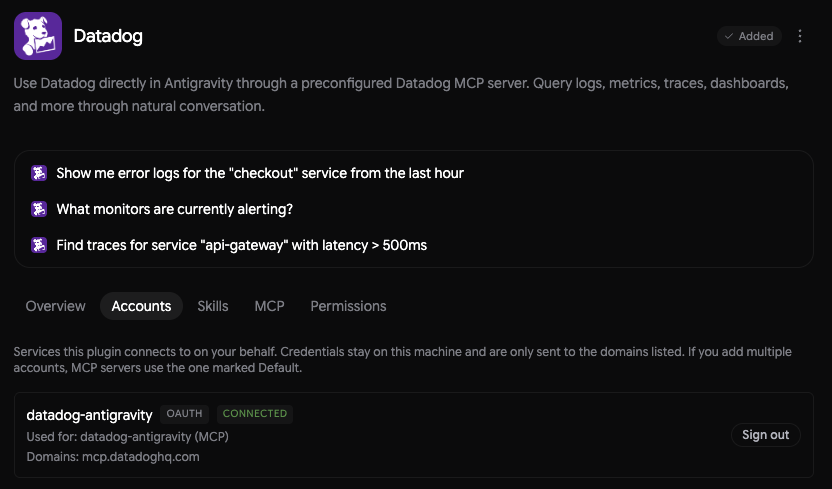 Datadog
Added
Use Datadog directly in Antigravity through a preconfigured Datadog MCP server. Query logs, metrics, traces, dashboards,
and more through natural conversation.
Show me error logs for the "checkout" service from the last hour
What monitors are currently alerting?
Find traces for service "api-gateway" with latency > 500ms
Overview Accounts Skills MCP Permissions
Services this plugin connects to on your behalf. Credentials stay on this machine and are only sent to the domains listed. If you add multiple
accounts, MCP servers use the one marked Default.
datadog-antigravity OAUTH CONNECTED
Used for: datadog-antigravity (MCP)
Sign out
Domains: mcp.datadoghq.com